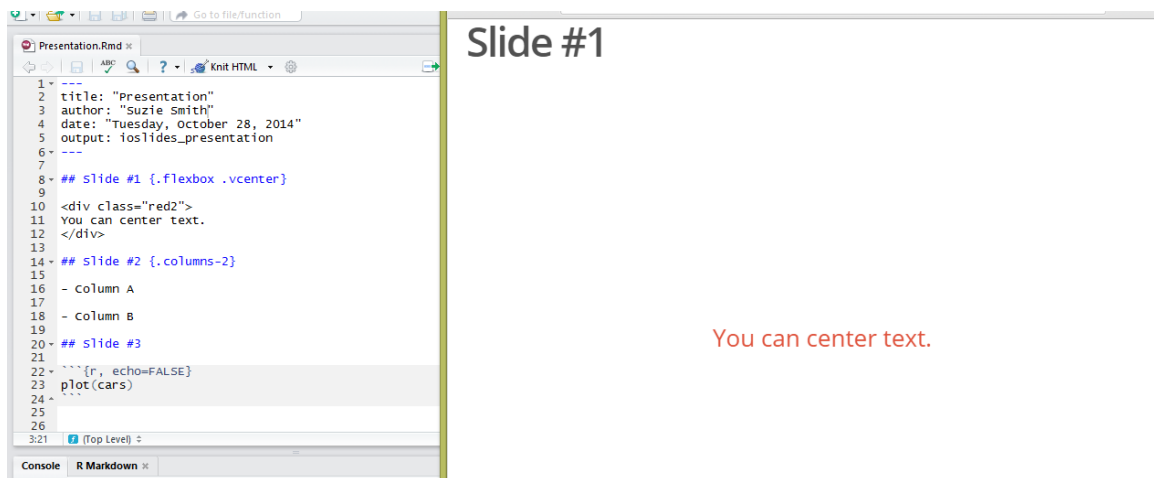 Go to file/function
Presentation.Rmd ×
ABC ? Knit HTML
1 ---
2 title: "Presentation"
3 author: "Suzie Smith"
4 date: "Tuesday, October 28, 2014"
5 output: ioslides_presentation
6 ---
7
8 ## Slide #1 {.flexbox .vcenter}
9
10 <div class="red2">
11 You can center text.
12 </div>
13
14 ## Slide #2 {.columns-2}
15
16 - Column A
17
18 - Column B
19
20 ## Slide #3
21
22 ```{r, echo=FALSE}
23 plot(cars)
24 ```
25
26
3:21 (Top Level)
Console R Markdown ×
Slide #1
You can center text.